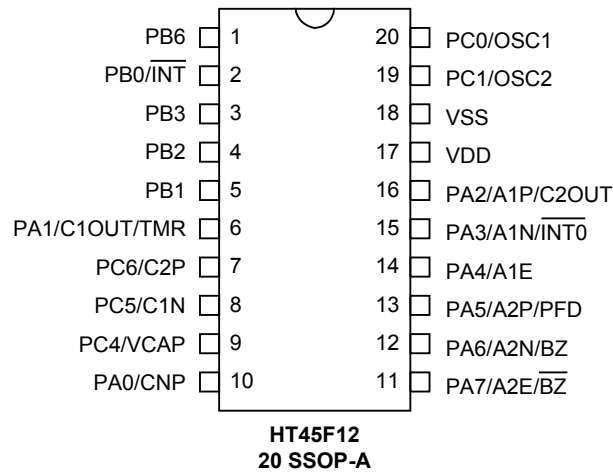 PB6 1 20 PC0/OSC1
PB0/I̅N̅T̅ 2 19 PC1/OSC2
PB3 3 18 VSS
PB2 4 17 VDD
PB1 5 16 PA2/A1P/C2OUT
PA1/C1OUT/TMR 6 15 PA3/A1N/I̅N̅T̅0̅
PC6/C2P 7 14 PA4/A1E
PC5/C1N 8 13 PA5/A2P/PFD
PC4/VCAP 9 12 PA6/A2N/BZ
PA0/CNP 10 11 PA7/A2E/B̅Z̅
HT45F12
20 SSOP-A